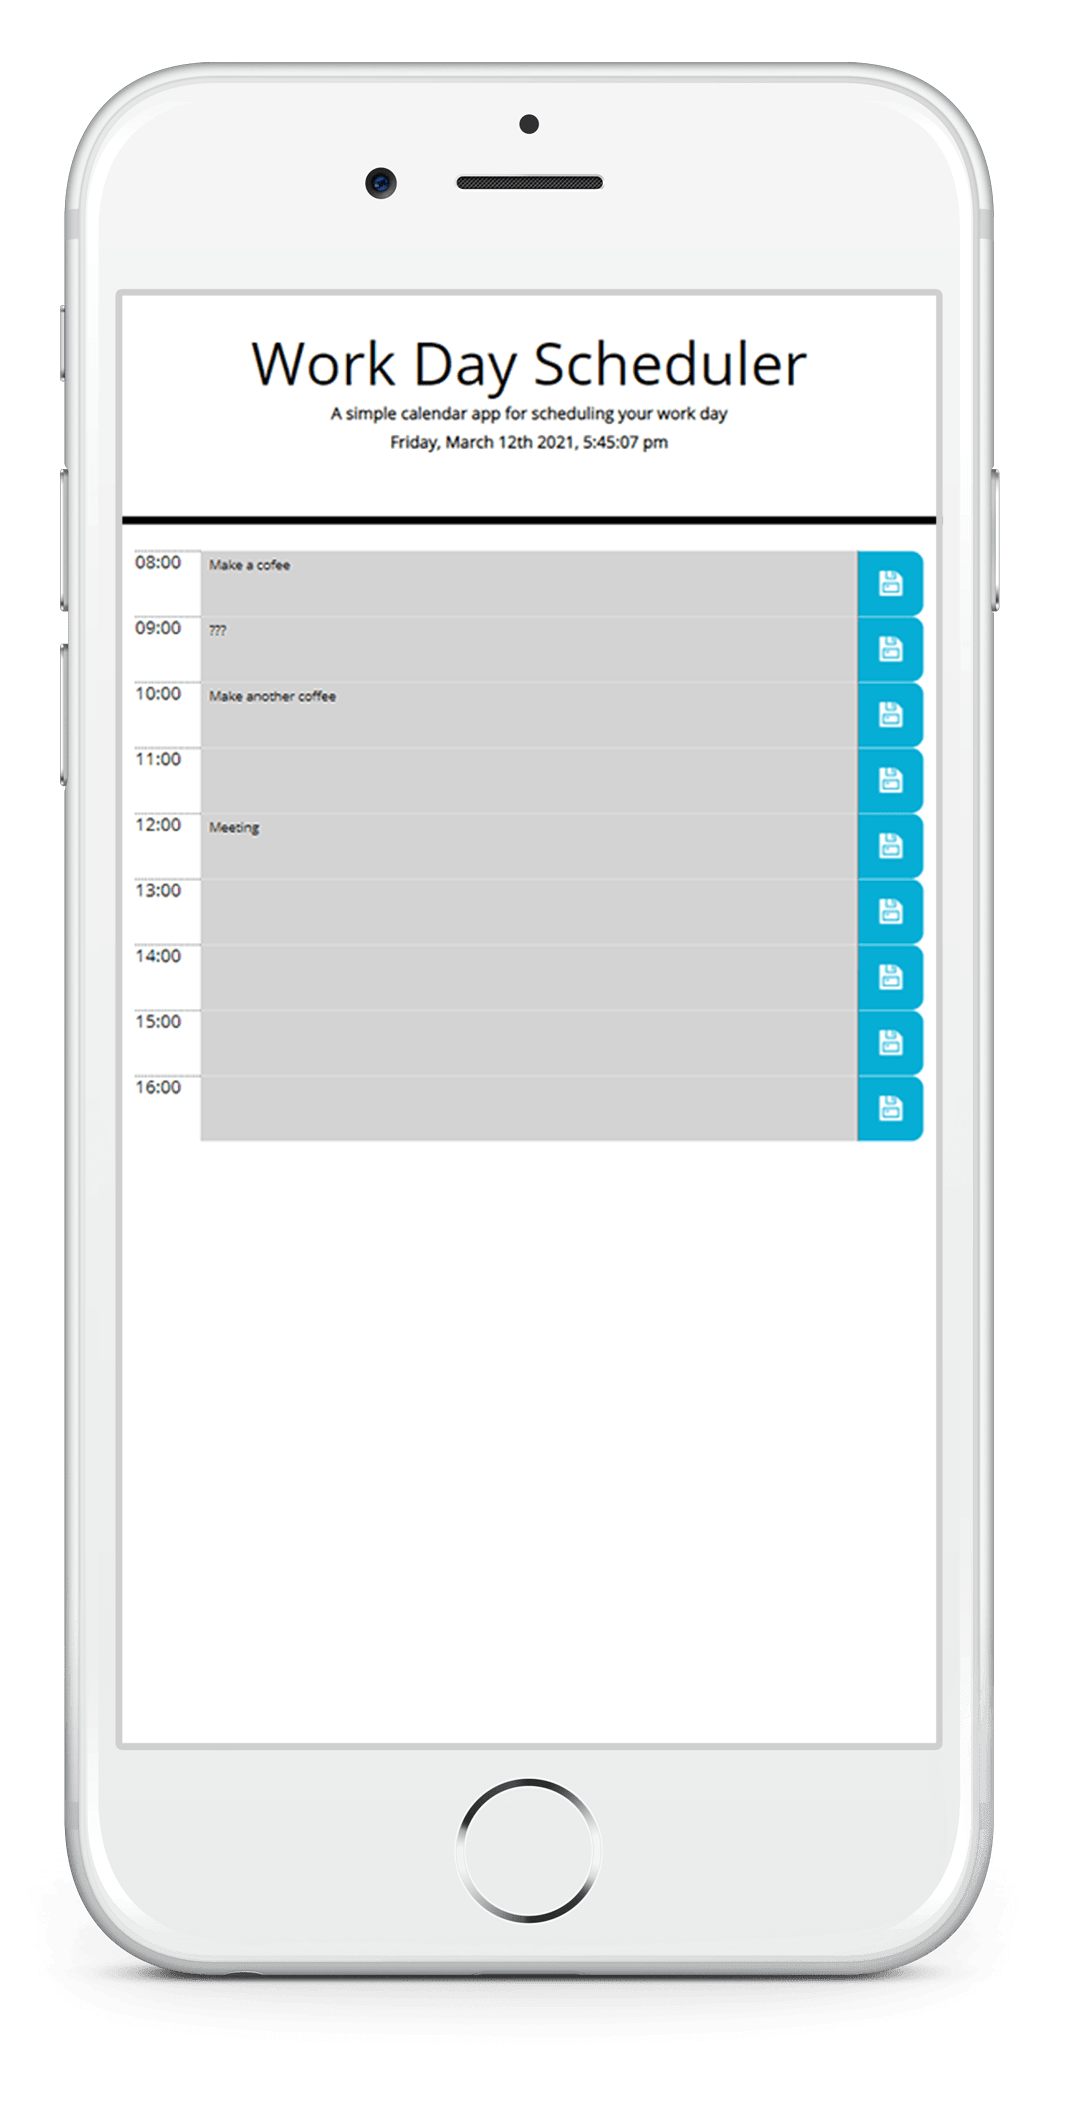 Work Day Scheduler
A simple calendar app for scheduling your work day
Friday, March 12th 2021, 5:45:07 pm
08:00 Make a cofee
09:00 ???
10:00 Make another coffee
11:00
12:00 Meeting
13:00
14:00
15:00
16:00